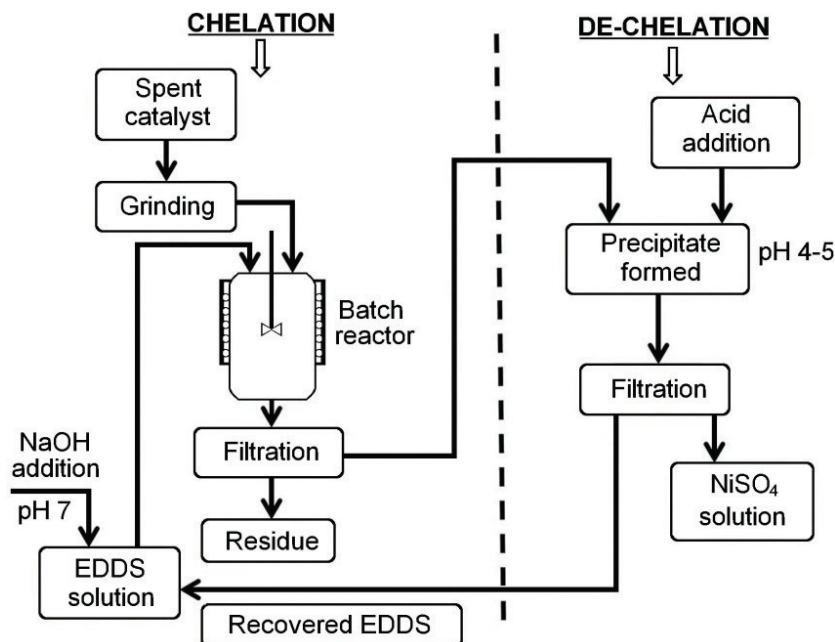 CHELATION
DE-CHELATION
Spent
catalyst
Acid
addition
Grinding
Precipitate
formed
pH 4-5
Batch
reactor
Filtration
NaOH
addition
pH 7
Filtration
NiSO₄
solution
Residue
EDDS
solution
Recovered EDDS